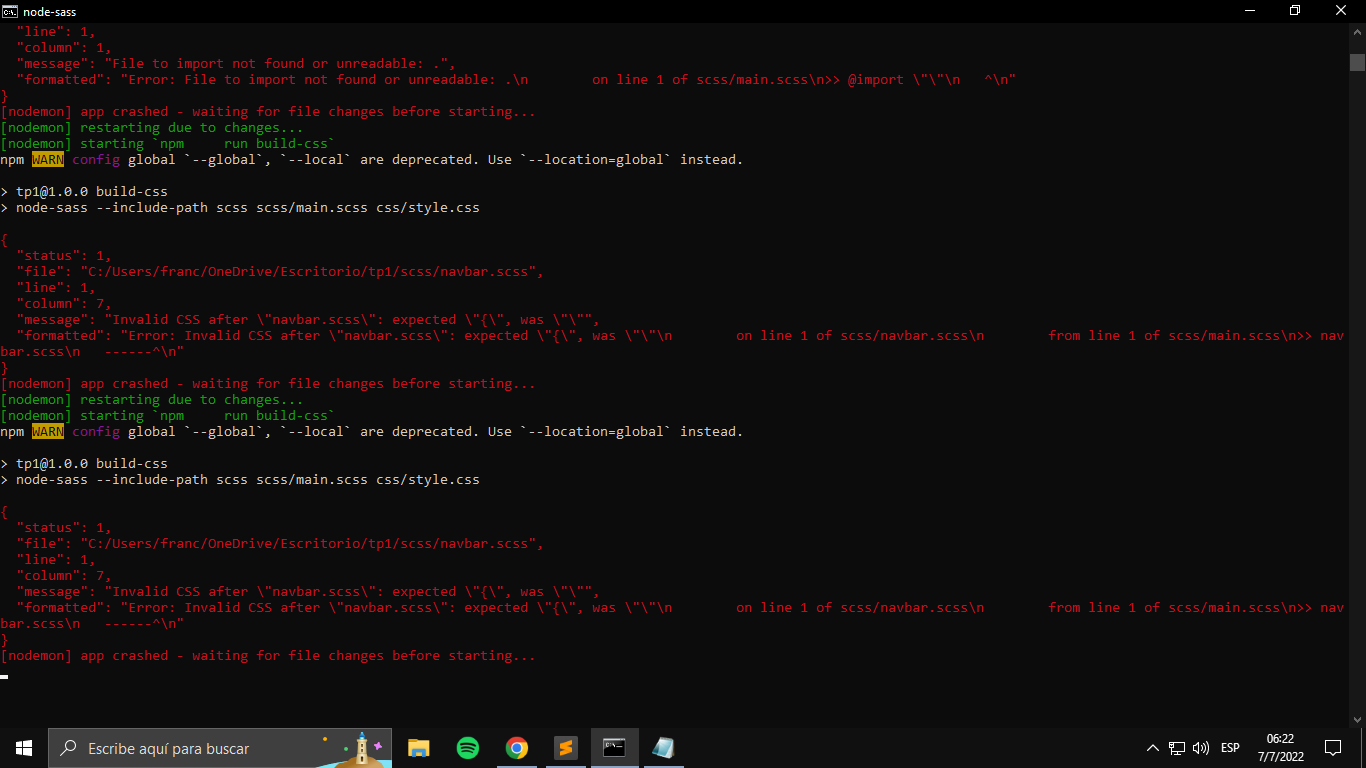 node-sass
"line": 1,
"column": 1,
"message": "File to import not found or unreadable: .",
"formatted": "Error: File to import not found or unreadable: .\n        on line 1 of scss/main.scss\n>> @import \"\"\n   ^\n"
}
[nodemon] app crashed - waiting for file changes before starting...
[nodemon] restarting due to changes...
[nodemon] starting `npm     run build-css`
npm WARN config global `--global`, `--local` are deprecated. Use `--location=global` instead.
> tp1@1.0.0 build-css
> node-sass --include-path scss scss/main.scss css/style.css
{
"status": 1,
"file": "C:/Users/franc/OneDrive/Escritorio/tp1/scss/navbar.scss",
"line": 1,
"column": 7,
"message": "Invalid CSS after \"navbar.scss\": expected \"{\", was \"\"",
"formatted": "Error: Invalid CSS after \"navbar.scss\": expected \"{\", was \"\"\n        on line 1 of scss/navbar.scss\n        from line 1 of scss/main.scss\n>> nav
bar.scss\n   ------^\n"
}
[nodemon] app crashed - waiting for file changes before starting...
[nodemon] restarting due to changes...
[nodemon] starting `npm     run build-css`
npm WARN config global `--global`, `--local` are deprecated. Use `--location=global` instead.
> tp1@1.0.0 build-css
> node-sass --include-path scss scss/main.scss css/style.css
{
"status": 1,
"file": "C:/Users/franc/OneDrive/Escritorio/tp1/scss/navbar.scss",
"line": 1,
"column": 7,
"message": "Invalid CSS after \"navbar.scss\": expected \"{\", was \"\"",
"formatted": "Error: Invalid CSS after \"navbar.scss\": expected \"{\", was \"\"\n        on line 1 of scss/navbar.scss\n        from line 1 of scss/main.scss\n>> nav
bar.scss\n   ------^\n"
}
[nodemon] app crashed - waiting for file changes before starting...
Escribe aquí para buscar
ESP
06:22
7/7/2022